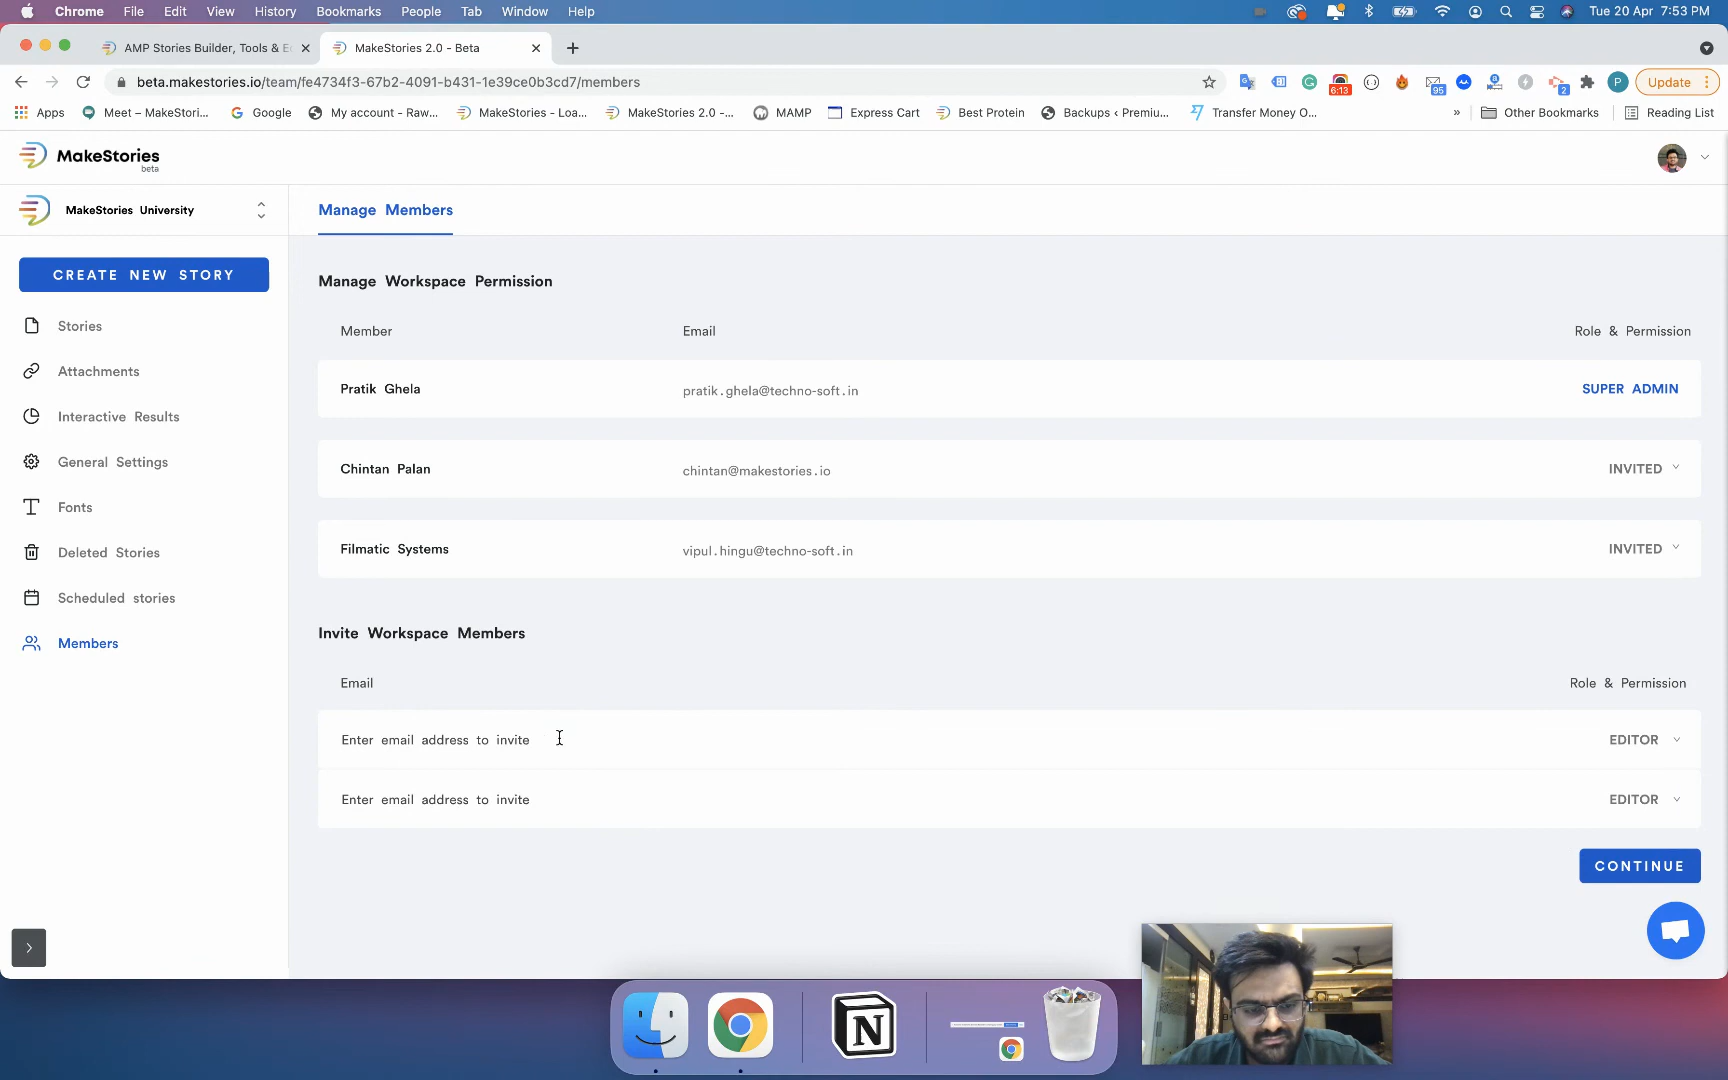 Chrome File Edit View History Bookmarks People Tab Window Help Tue 20 Apr 7:53 PM
AMP Stories Builder, Tools & E MakeStories 2.0 - Beta
beta.makestories.io/team/fe4734f3-67b2-4091-b431-1e39ce0b3cd7/members 6:13 95 2 P Update
Apps Meet – MakeStori... Google My account - Raw... MakeStories - Loa... MakeStories 2.0 -... MAMP Express Cart Best Protein Backups ‹ Premiu... Transfer Money O... » Other Bookmarks Reading List
MakeStories
beta
MakeStories University
Manage Members
CREATE NEW STORY
Stories
Attachments
Interactive Results
General Settings
Fonts
Deleted Stories
Scheduled stories
Members
Manage Workspace Permission
Member Email Role & Permission
Pratik Ghela pratik.ghela@techno-soft.in SUPER ADMIN
Chintan Palan chintan@makestories.io INVITED
Filmatic Systems vipul.hingu@techno-soft.in INVITED
Invite Workspace Members
Email Role & Permission
Enter email address to invite EDITOR
Enter email address to invite EDITOR
CONTINUE